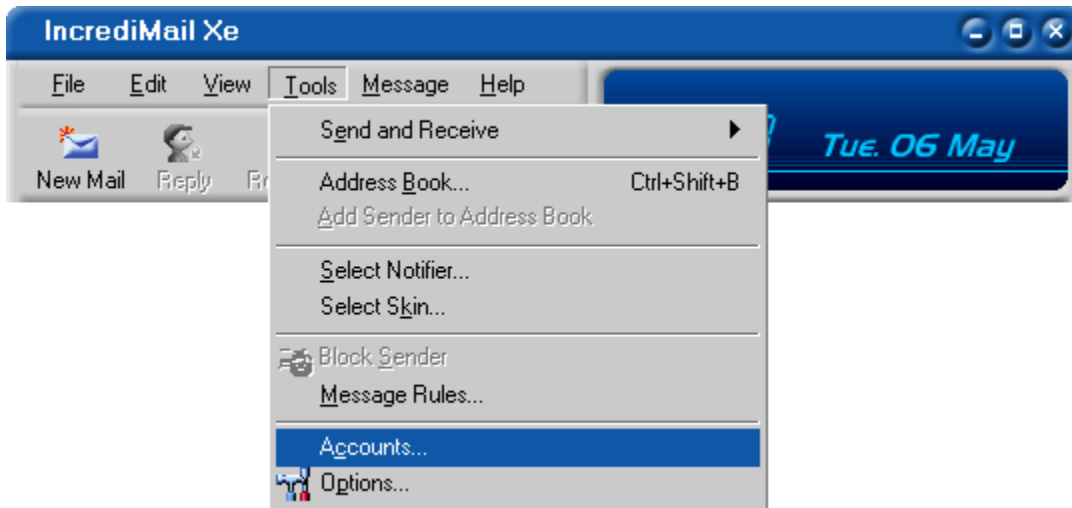 IncrediMail Xe
File Edit View Tools Message Help
Tue. 06 May
New Mail Reply
Send and Receive
Address Book... Ctrl+Shift+B
Add Sender to Address Book
Select Notifier...
Select Skin...
Block Sender
Message Rules...
Accounts...
Options...